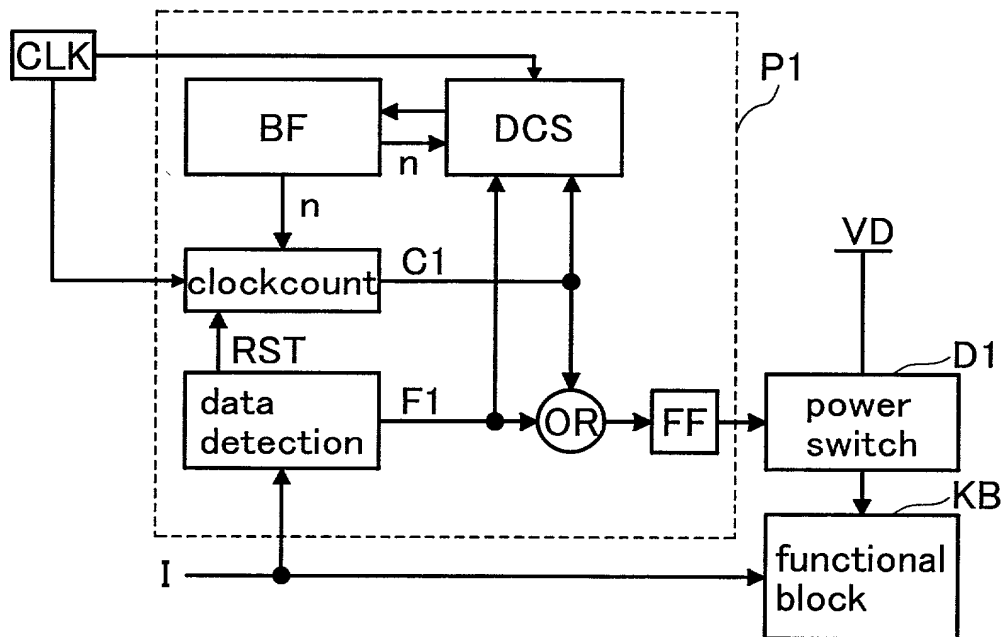 CLK
P1
BF
DCS
n
n
VD
clockcount
C1
RST
D1
data
detection
F1
OR
FF
power
switch
KB
I
functional
block